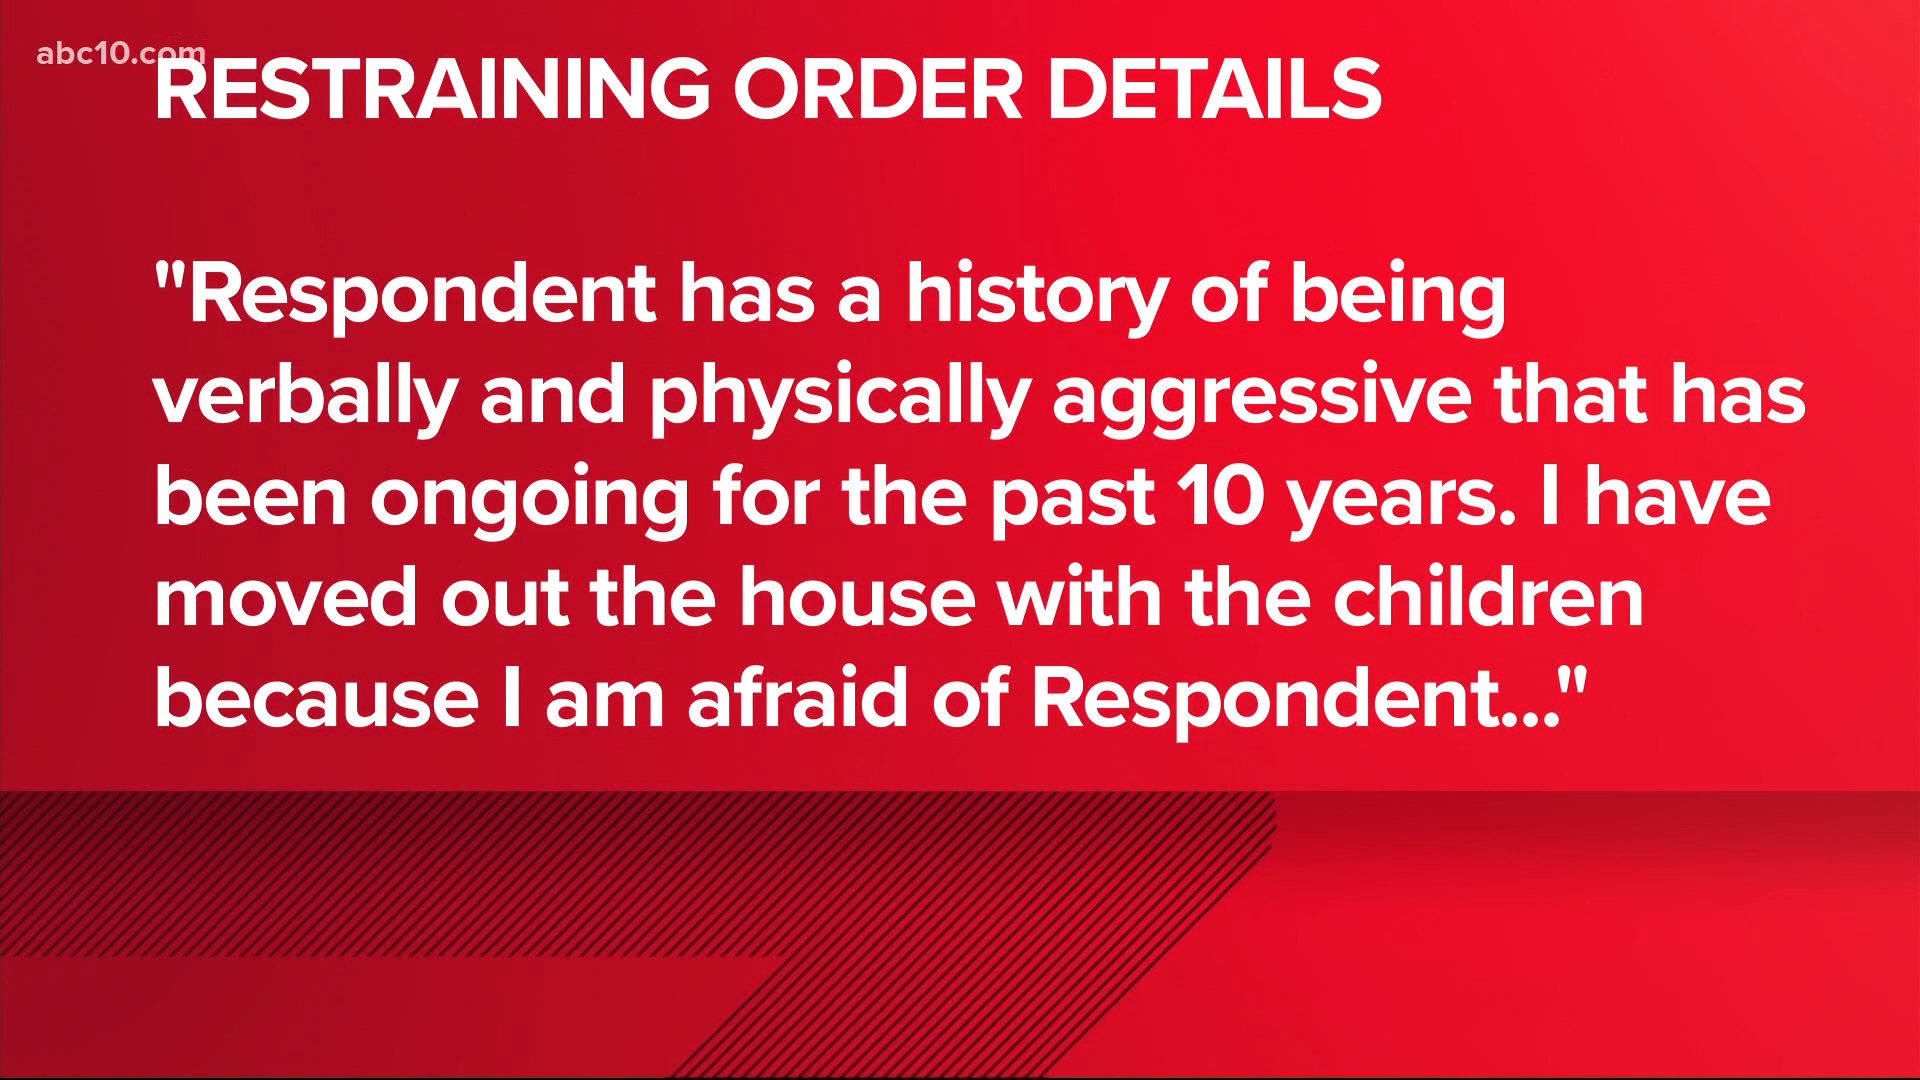 abc10.com
RESTRAINING ORDER DETAILS
"Respondent has a history of being
verbally and physically aggressive that has
been ongoing for the past 10 years. I have
moved out the house with the children
because I am afraid of Respondent..."